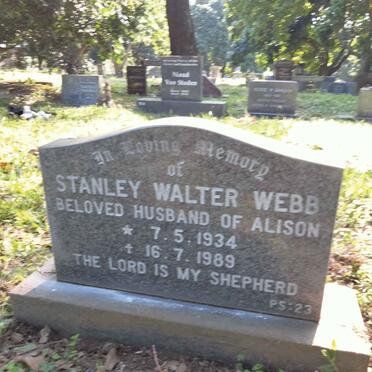 In Loving Memory
of
STANLEY WALTER WEBB
BELOVED HUSBAND OF ALISON
* 7.5.1934
† 16.7.1989
THE LORD IS MY SHEPHERD
PS:23